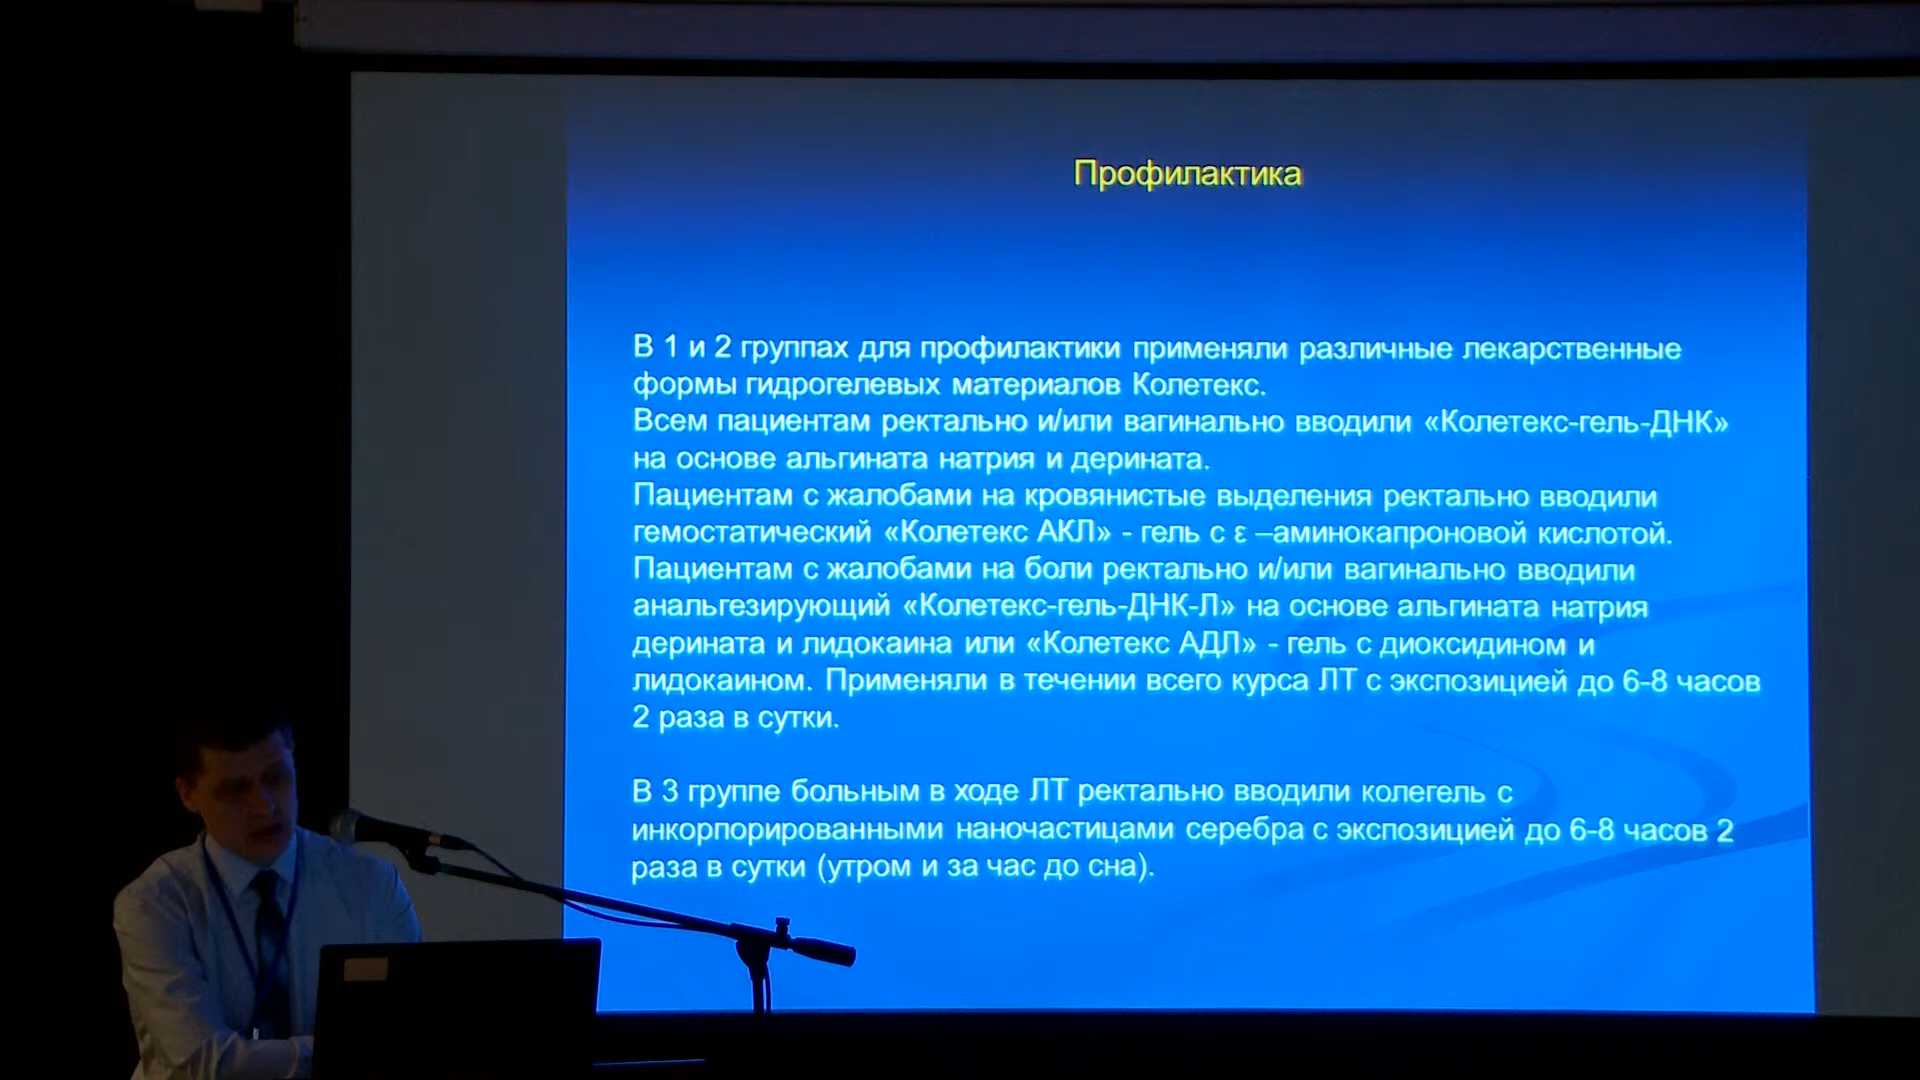 Профилактика
В 1 и 2 группах для профилактики применяли различные лекарственные
формы гидрогелевых материалов Колетекс.
Всем пациентам ректально и/или вагинально вводили «Колетекс-гель-ДНК»
на основе альгината натрия и дерината.
Пациентам с жалобами на кровянистые выделения ректально вводили
гемостатический «Колетекс АКЛ» - гель с ε –аминокапроновой кислотой.
Пациентам с жалобами на боли ректально и/или вагинально вводили
анальгезирующий «Колетекс-гель-ДНК-Л» на основе альгината натрия
дерината и лидокаина или «Колетекс АДЛ» - гель с диоксидином и
лидокаином. Применяли в течении всего курса ЛТ с экспозицией до 6-8 часов
2 раза в сутки.
В 3 группе больным в ходе ЛТ ректально вводили колегель с
инкорпорированными наночастицами серебра с экспозицией до 6-8 часов 2
раза в сутки (утром и за час до сна).